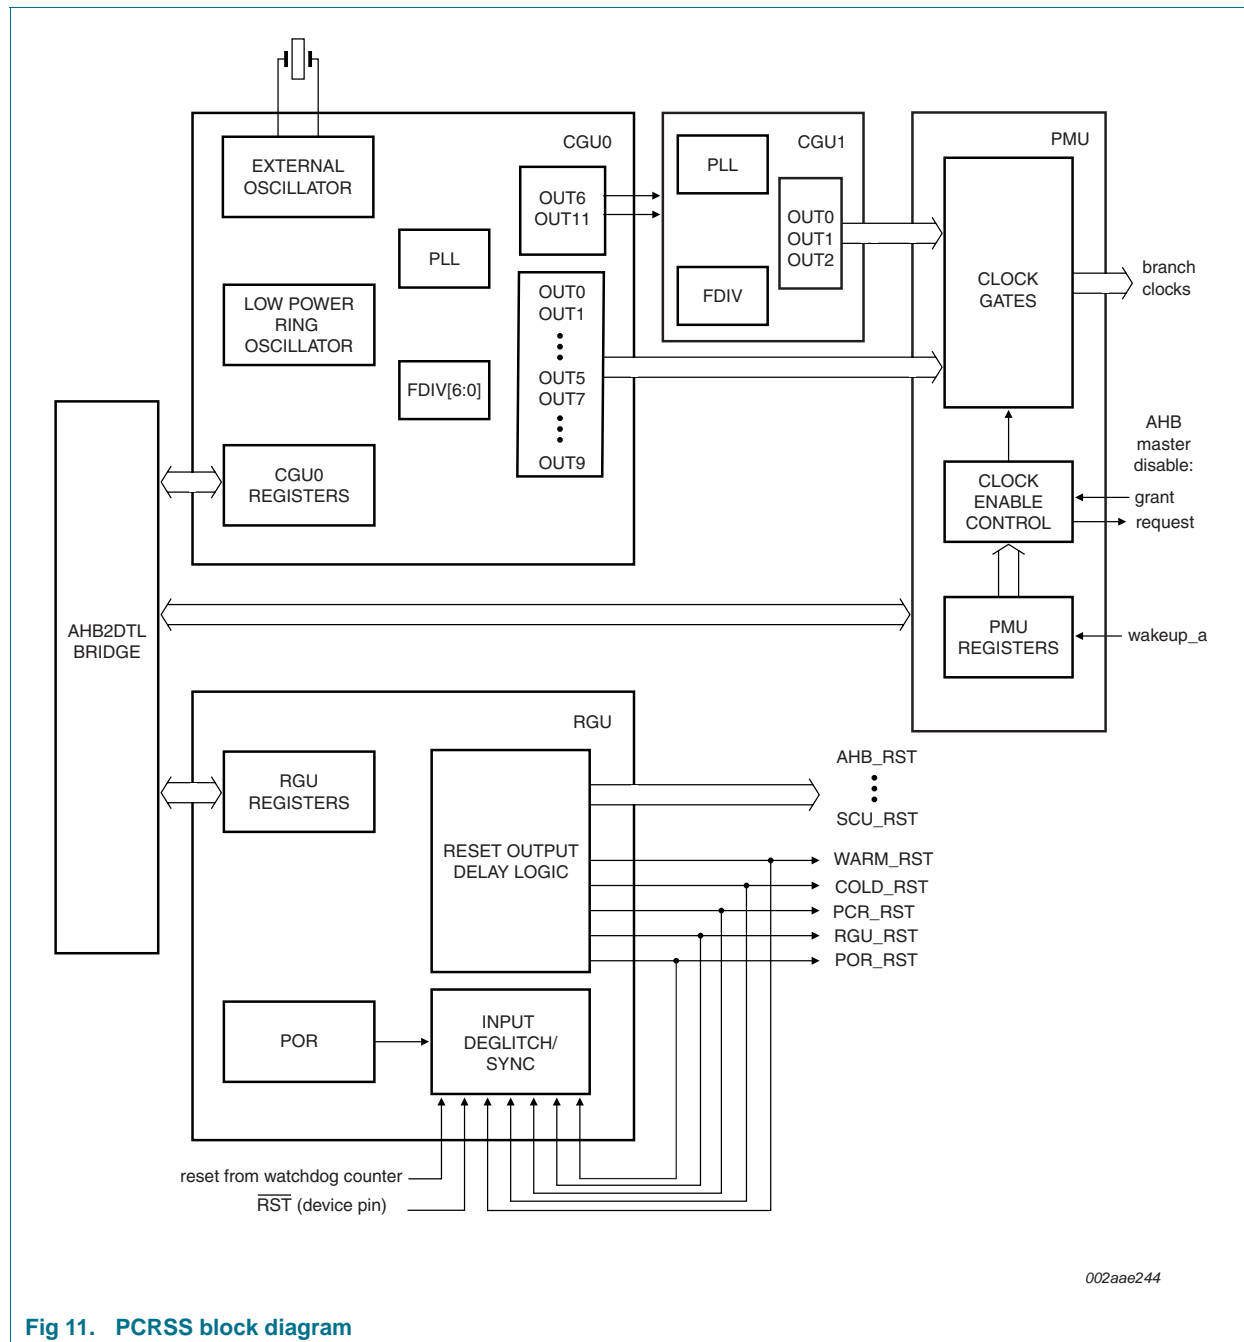 EXTERNAL
OSCILLATOR
LOW POWER
RING
OSCILLATOR
PLL
FDIV[6:0]
CGU0
REGISTERS
CGU0
OUT6
OUT11
OUT0
OUT1
OUT5
OUT7
OUT9
CGU1
PLL
FDIV
OUT0
OUT1
OUT2
PMU
CLOCK
GATES
branch
clocks
AHB
master
disable:
grant
request
CLOCK
ENABLE
CONTROL
PMU
REGISTERS
wakeup_a
AHB2DTL
BRIDGE
RGU
RGU
REGISTERS
RESET OUTPUT
DELAY LOGIC
AHB_RST
SCU_RST
WARM_RST
COLD_RST
PCR_RST
RGU_RST
POR_RST
POR
INPUT
DEGLITCH/
SYNC
reset from watchdog counter
RST (device pin)
002aae244
Fig 11. PCRSS block diagram